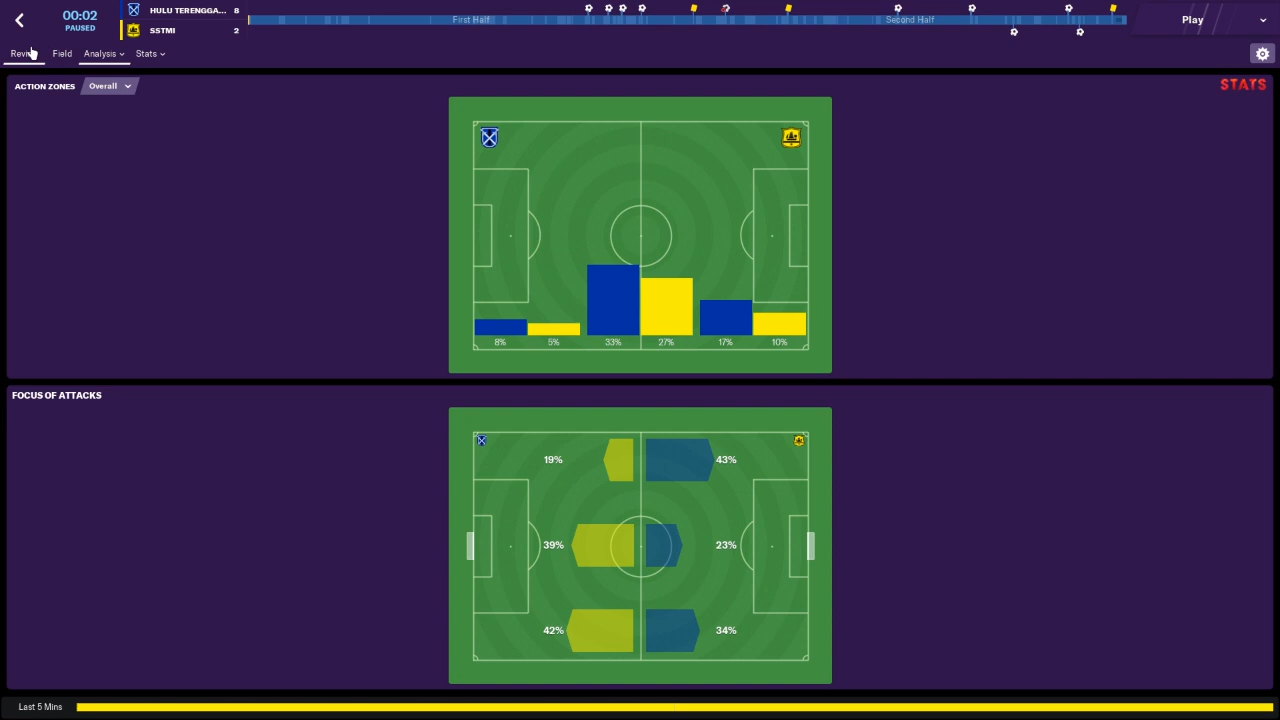 00:02
PAUSED
HULU TERENGGA... 8
SSTMI 2
First Half
Second Half
Play
Field
Analysis
Stats
ACTION ZONES
Overall
STATS
8%
5%
33%
27%
17%
10%
FOCUS OF ATTACKS
19%
43%
39%
23%
42%
34%
Last 5 Mins